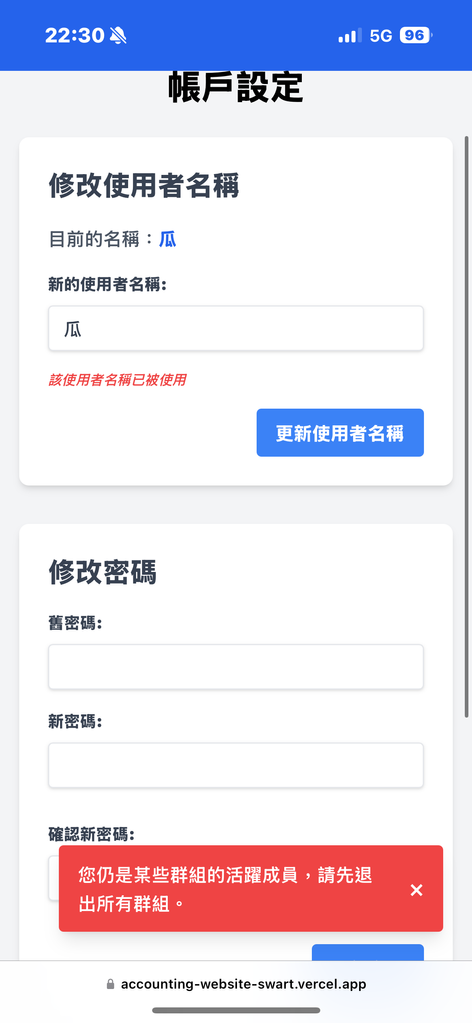 22:30
5G 96
帳戶設定
修改使用者名稱
目前的名稱：瓜
新的使用者名稱:
瓜
該使用者名稱已被使用
更新使用者名稱
修改密碼
舊密碼:
新密碼:
確認新密碼:
您仍是某些群組的活躍成員，請先退
出所有群組。
accounting-website-swart.vercel.app